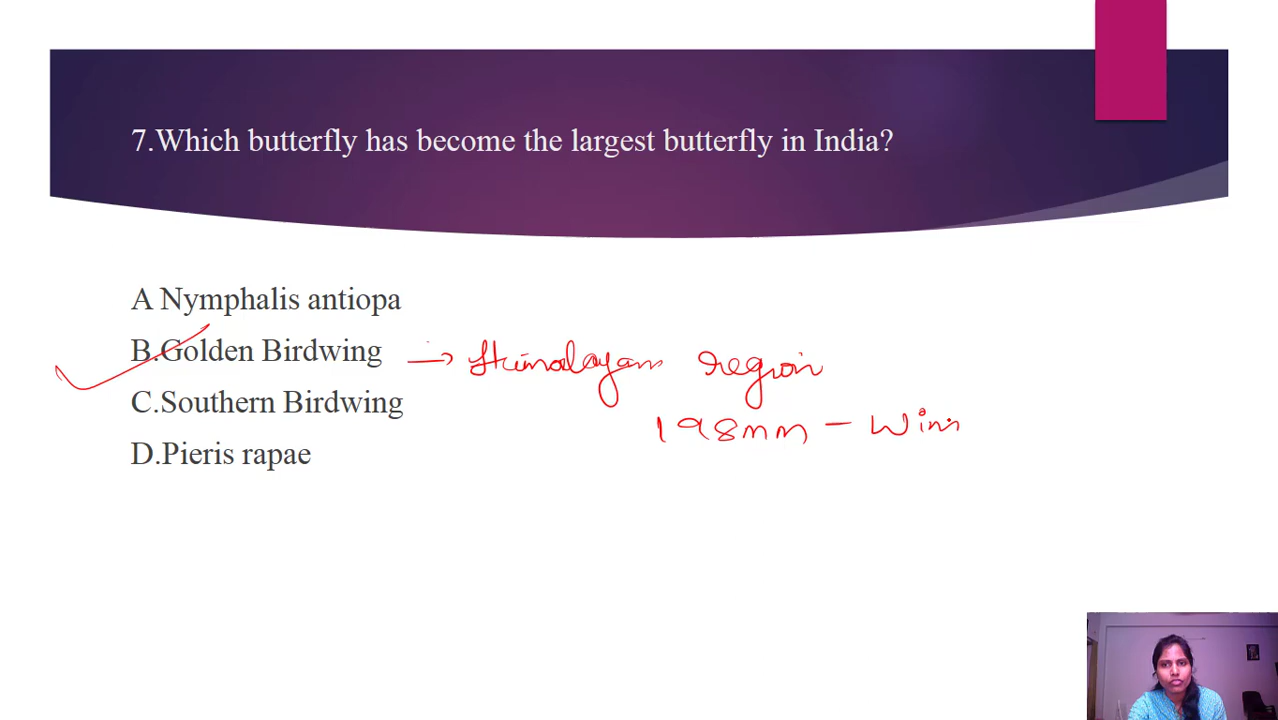 7.Which butterfly has become the largest butterfly in India?
A Nymphalis antiopa
B.Golden Birdwing → Himalayan region
198mm - Win
C.Southern Birdwing
D.Pieris rapae